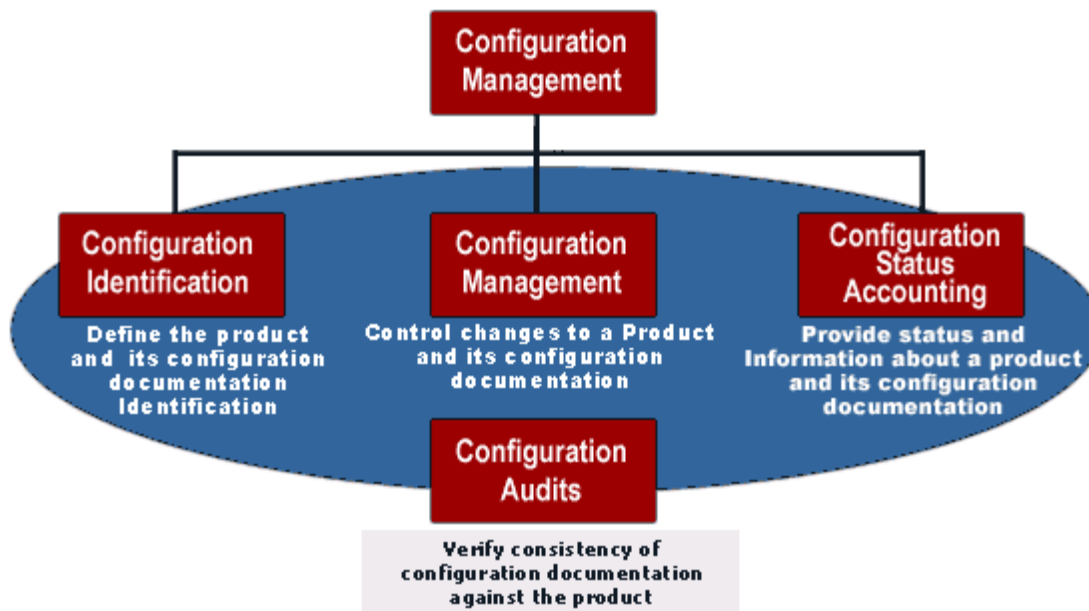 Configuration
Management
Configuration
Identification
Define the product
and its configuration
documentation
Identification
Configuration
Management
Control changes to a Product
and its configuration
documentation
Configuration
Status
Accounting
Provide status and
Information about a product
and its configuration
documentation
Configuration
Audits
Verify consistency of
configuration documentation
against the product